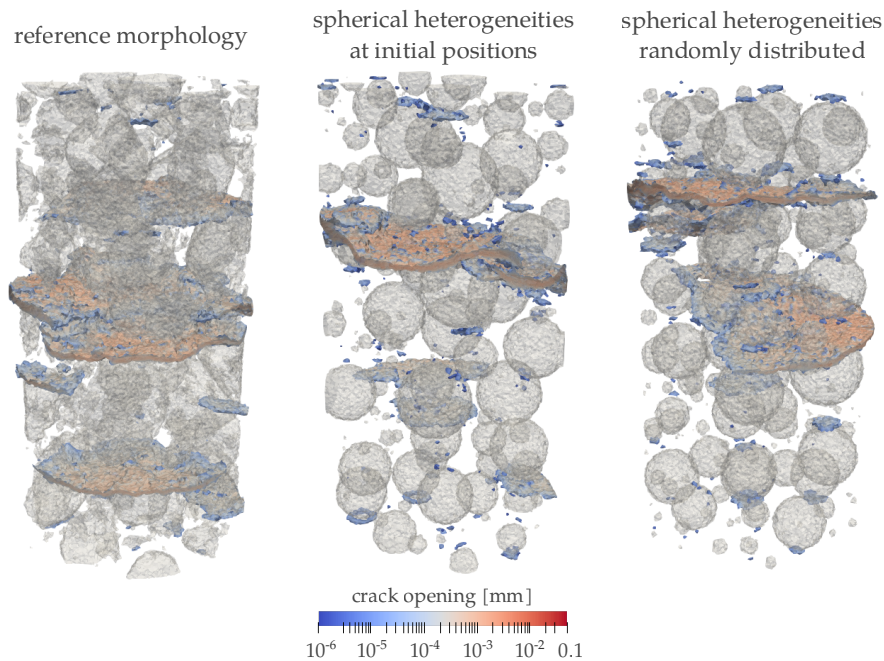 reference morphology
spherical heterogeneities
at initial positions
spherical heterogeneities
randomly distributed
crack opening [mm]
10⁻⁶ 10⁻⁵ 10⁻⁴ 10⁻³ 10⁻² 0.1